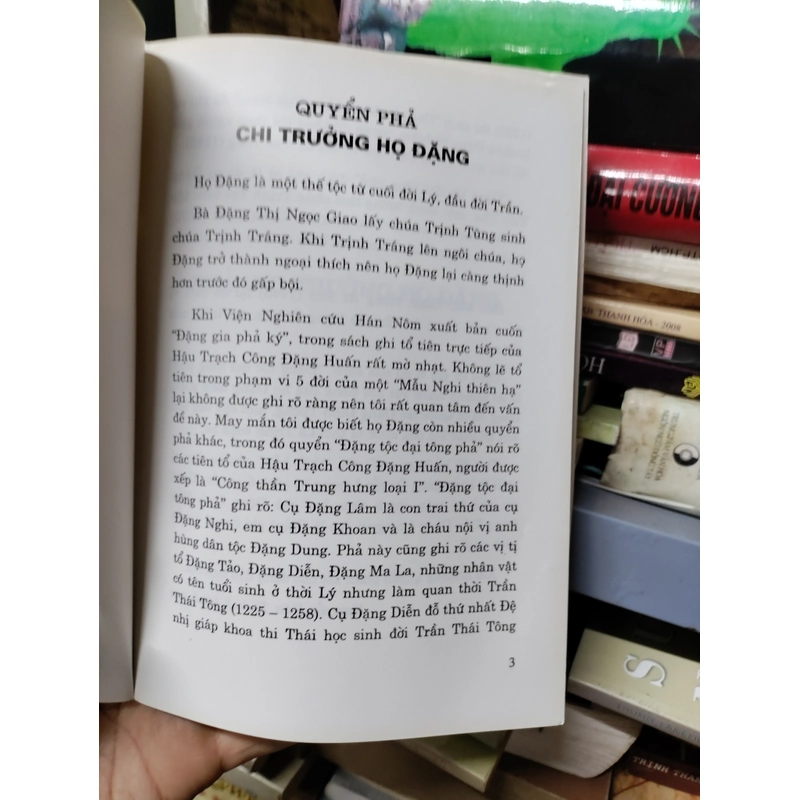 QUYỂN PHẢ
CHI TRƯỞNG HỌ ĐẶNG
Họ Đặng là một thế tộc từ cuối đời Lý, đầu đời Trần.
Bà Đặng Thị Ngọc Giao lấy chúa Trịnh Tùng sinh
chúa Trịnh Tráng. Khi Trịnh Tráng lên ngôi chúa, họ
Đặng trở thành ngoại thích nên họ Đặng lại càng thịnh
hơn trước đó gấp bội.
Khi Viện Nghiên cứu Hán Nôm xuất bản cuốn
"Đặng gia phả ký", trong sách ghi tổ tiên trực tiếp của
Hậu Trạch Công Đặng Huấn rất mờ nhạt. Không lẽ tổ
tiên trong phạm vi 5 đời của một "Mẫu Nghi thiên hạ"
lại không được ghi rõ ràng nên tôi rất quan tâm đến vấn
đề này. May mắn tôi được biết họ Đặng còn nhiều quyển
phả khác, trong đó quyển "Đặng tộc đại tông phả" nói rõ
các tiên tổ của Hậu Trạch Công Đặng Huấn, người được
xếp là "Công thần Trung hưng loại I". "Đặng tộc đại
tông phả" ghi rõ: Cụ Đặng Lâm là con trai thứ của cụ
Đặng Nghi, em cụ Đặng Khoan và là cháu nội vị anh
hùng dân tộc Đặng Dung. Phả này cũng ghi rõ các vị tị
tổ Đặng Tảo, Đặng Diễn, Đặng Ma La, những nhân vật
có tên tuổi sinh ở thời Lý nhưng làm quan thời Trần
Thái Tông (1225 – 1258). Cụ Đặng Diễn đỗ thứ nhất Đệ
nhị giáp khoa thi Thái học sinh đời Trần Thái Tông
3
ĐẠI CƯƠNG
TP.HCM
THANH HÓA - 2008
VP
TRỊNH THA